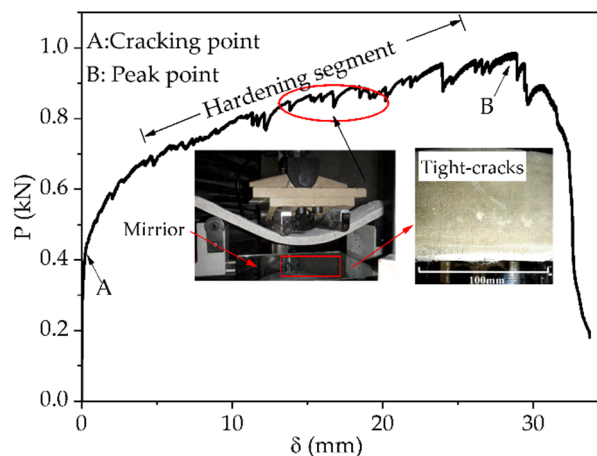 A:Cracking point
B: Peak point
Hardening segment
B
Tight-cracks
Mirrior
A
100mm
1.0
0.8
0.6
0.4
0.2
0.0
P (kN)
0
10
20
30
δ (mm)